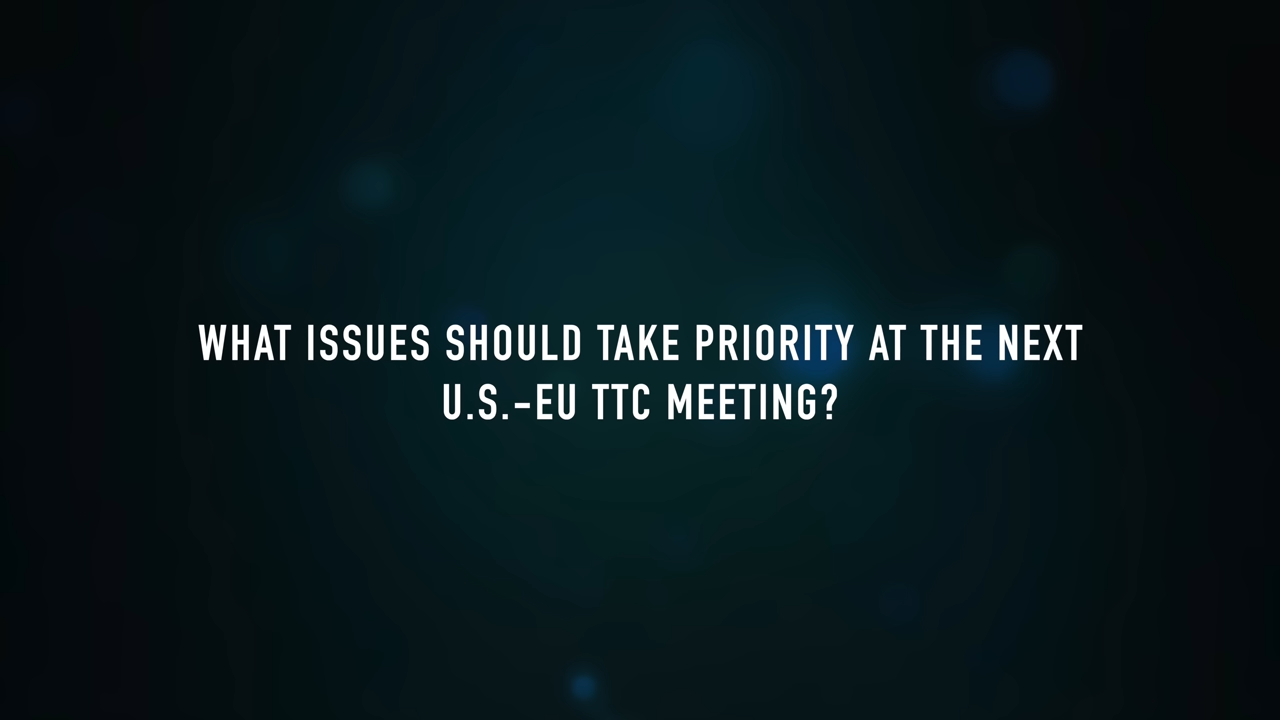 WHAT ISSUES SHOULD TAKE PRIORITY AT THE NEXT
U.S.-EU TTC MEETING?